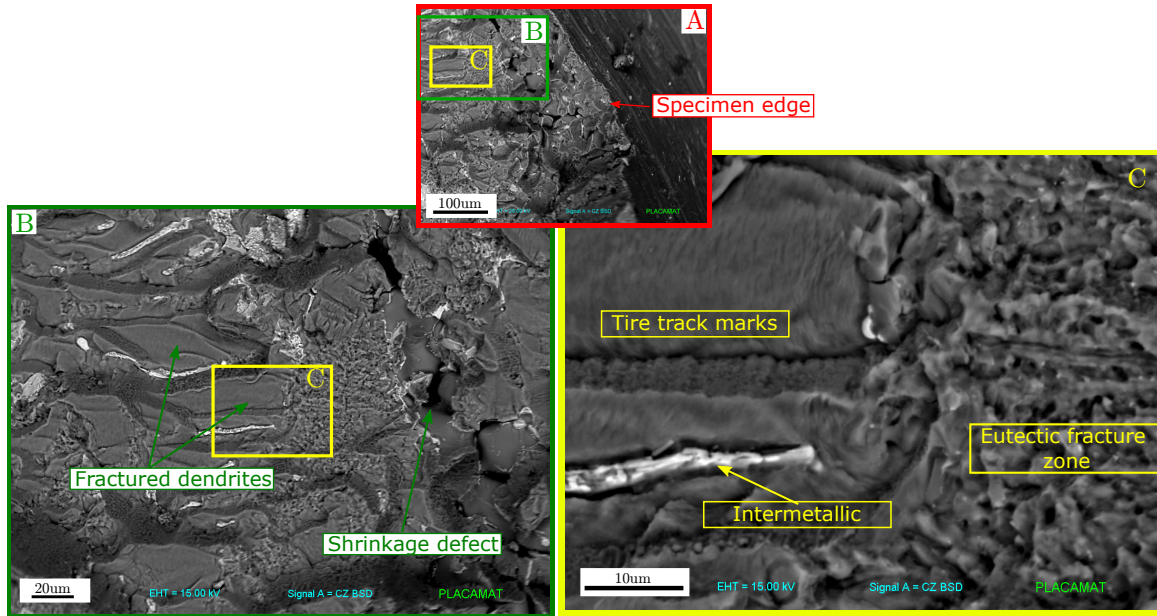 A
B
C
Specimen edge
100um
Signal A = CZ BSD
PLACAMAT
B
C
Fractured dendrites
Shrinkage defect
20um
EHT = 15.00 kV
Signal A = CZ BSD
PLACAMAT
C
Tire track marks
Eutectic fracture
zone
Intermetallic
10um
EHT = 15.00 kV
Signal A = CZ BSD
PLACAMAT